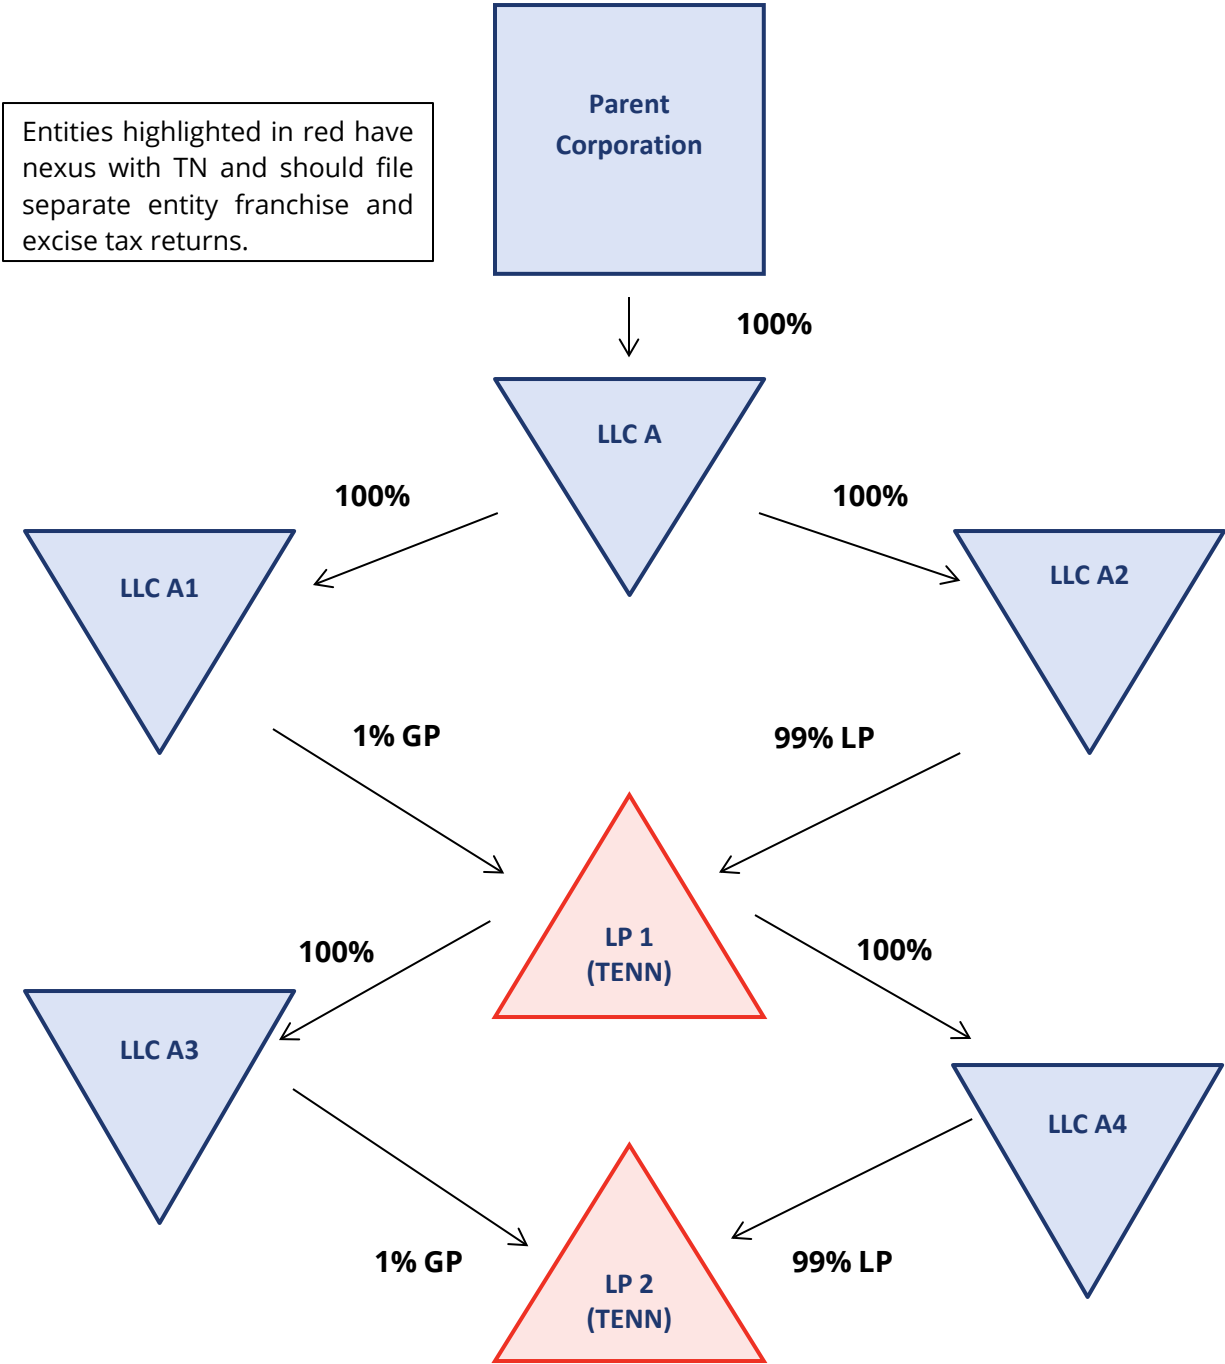 Parent
Corporation
Entities highlighted in red have
nexus with TN and should file
separate entity franchise and
excise tax returns.
100%
LLC A
100%
100%
LLC A1
LLC A2
1% GP
99% LP
LP 1
(TENN)
100%
100%
LLC A3
LLC A4
1% GP
99% LP
LP 2
(TENN)